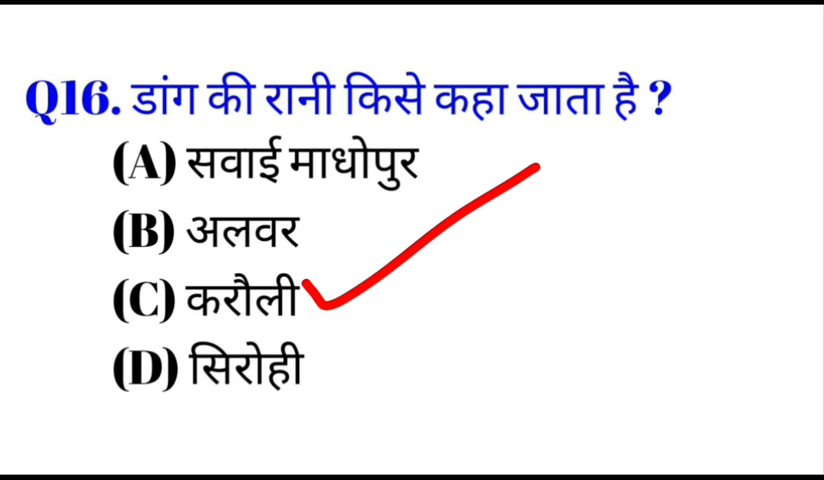 Q16. डांग की रानी किसे कहा जाता है ?
(A) सवाई माधोपुर
(B) अलवर
(C) करौली
(D) सिरोही